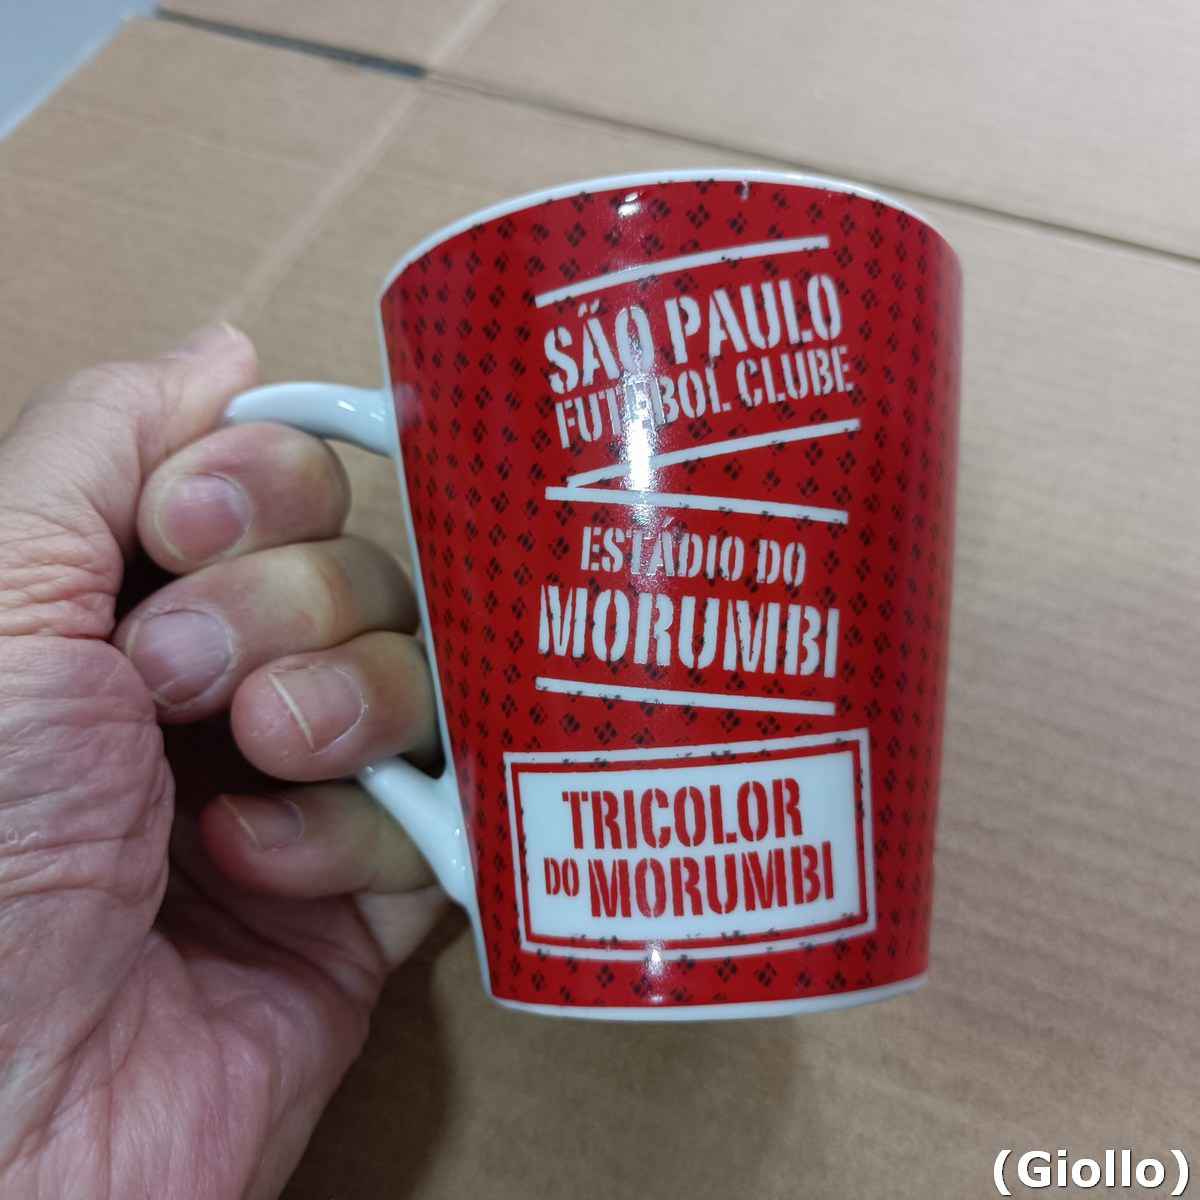 SÃO PAULO
FUTEBOL CLUBE
ESTÁDIO DO
MORUMBI
TRICOLOR
DO MORUMBI
(Giollo)